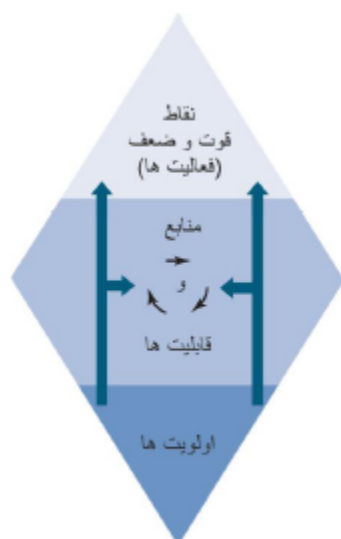 نقاط
قوت و ضعف
(فعالیت ها)
منابع
و
قابلیت ها
اولویت ها